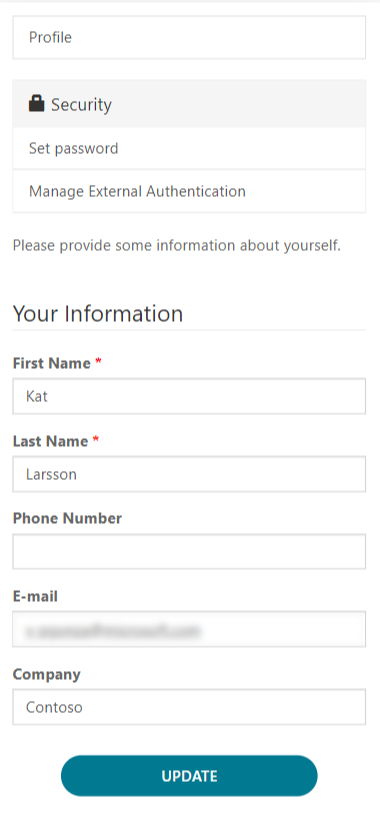 Profile
Security
Set password
Manage External Authentication
Please provide some information about yourself.
Your Information
First Name *
Kat
Last Name *
Larsson
Phone Number
E-mail
Company
Contoso
UPDATE